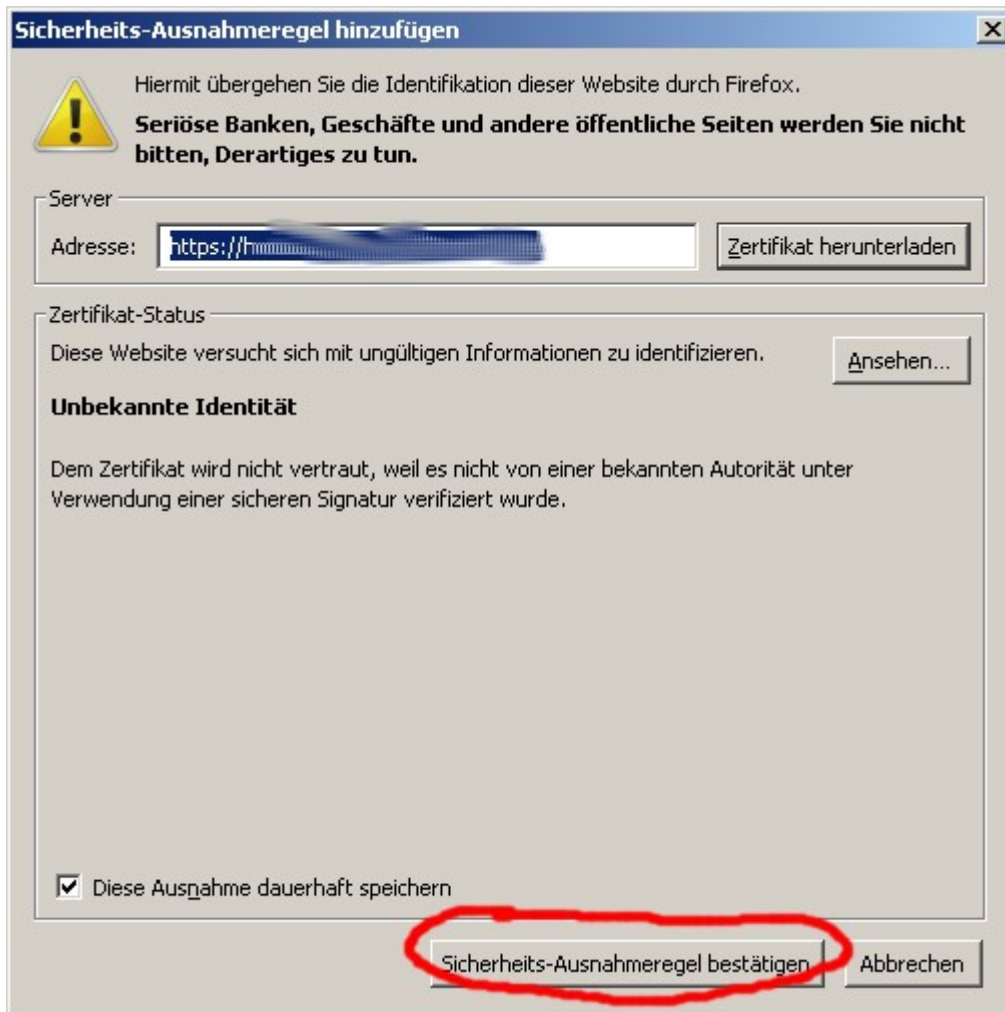 Sicherheits-Ausnahmeregel hinzufügen
Hiermit übergehen Sie die Identifikation dieser Website durch Firefox.
Seriöse Banken, Geschäfte und andere öffentliche Seiten werden Sie nicht
bitten, Derartiges zu tun.
Server
Adresse: https://h Zertifikat herunterladen
Zertifikat-Status
Diese Website versucht sich mit ungültigen Informationen zu identifizieren. Ansehen...
Unbekannte Identität
Dem Zertifikat wird nicht vertraut, weil es nicht von einer bekannten Autorität unter
Verwendung einer sicheren Signatur verifiziert wurde.
Diese Ausnahme dauerhaft speichern
Sicherheits-Ausnahmeregel bestätigen Abbrechen